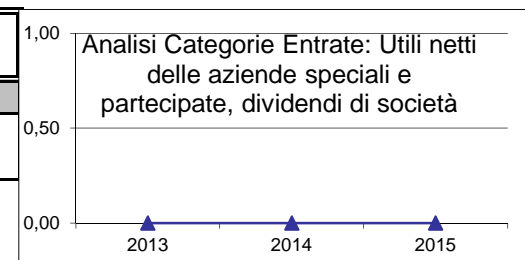 1,00
Analisi Categorie Entrate: Utili netti
delle aziende speciali e
partecipate, dividendi di società
0,50
0,00
2013 2014 2015